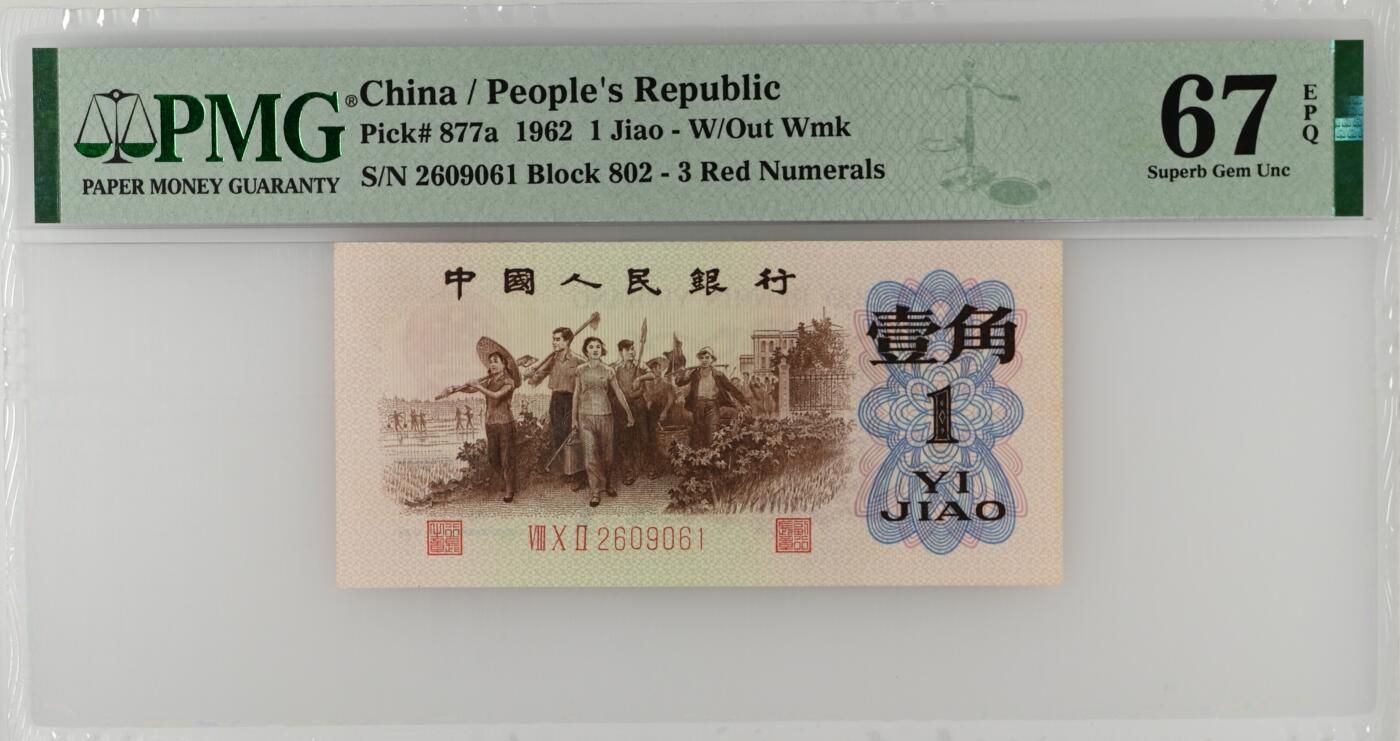 PMG®
PAPER MONEY GUARANTY
China / People's Republic
Pick# 877a 1962 1 Jiao - W/Out Wmk
S/N 2609061 Block 802 - 3 Red Numerals
67
EPQ
Superb Gem Unc
中國人民銀行
壹角
1
YI
JIAO
VIII X II 2609061